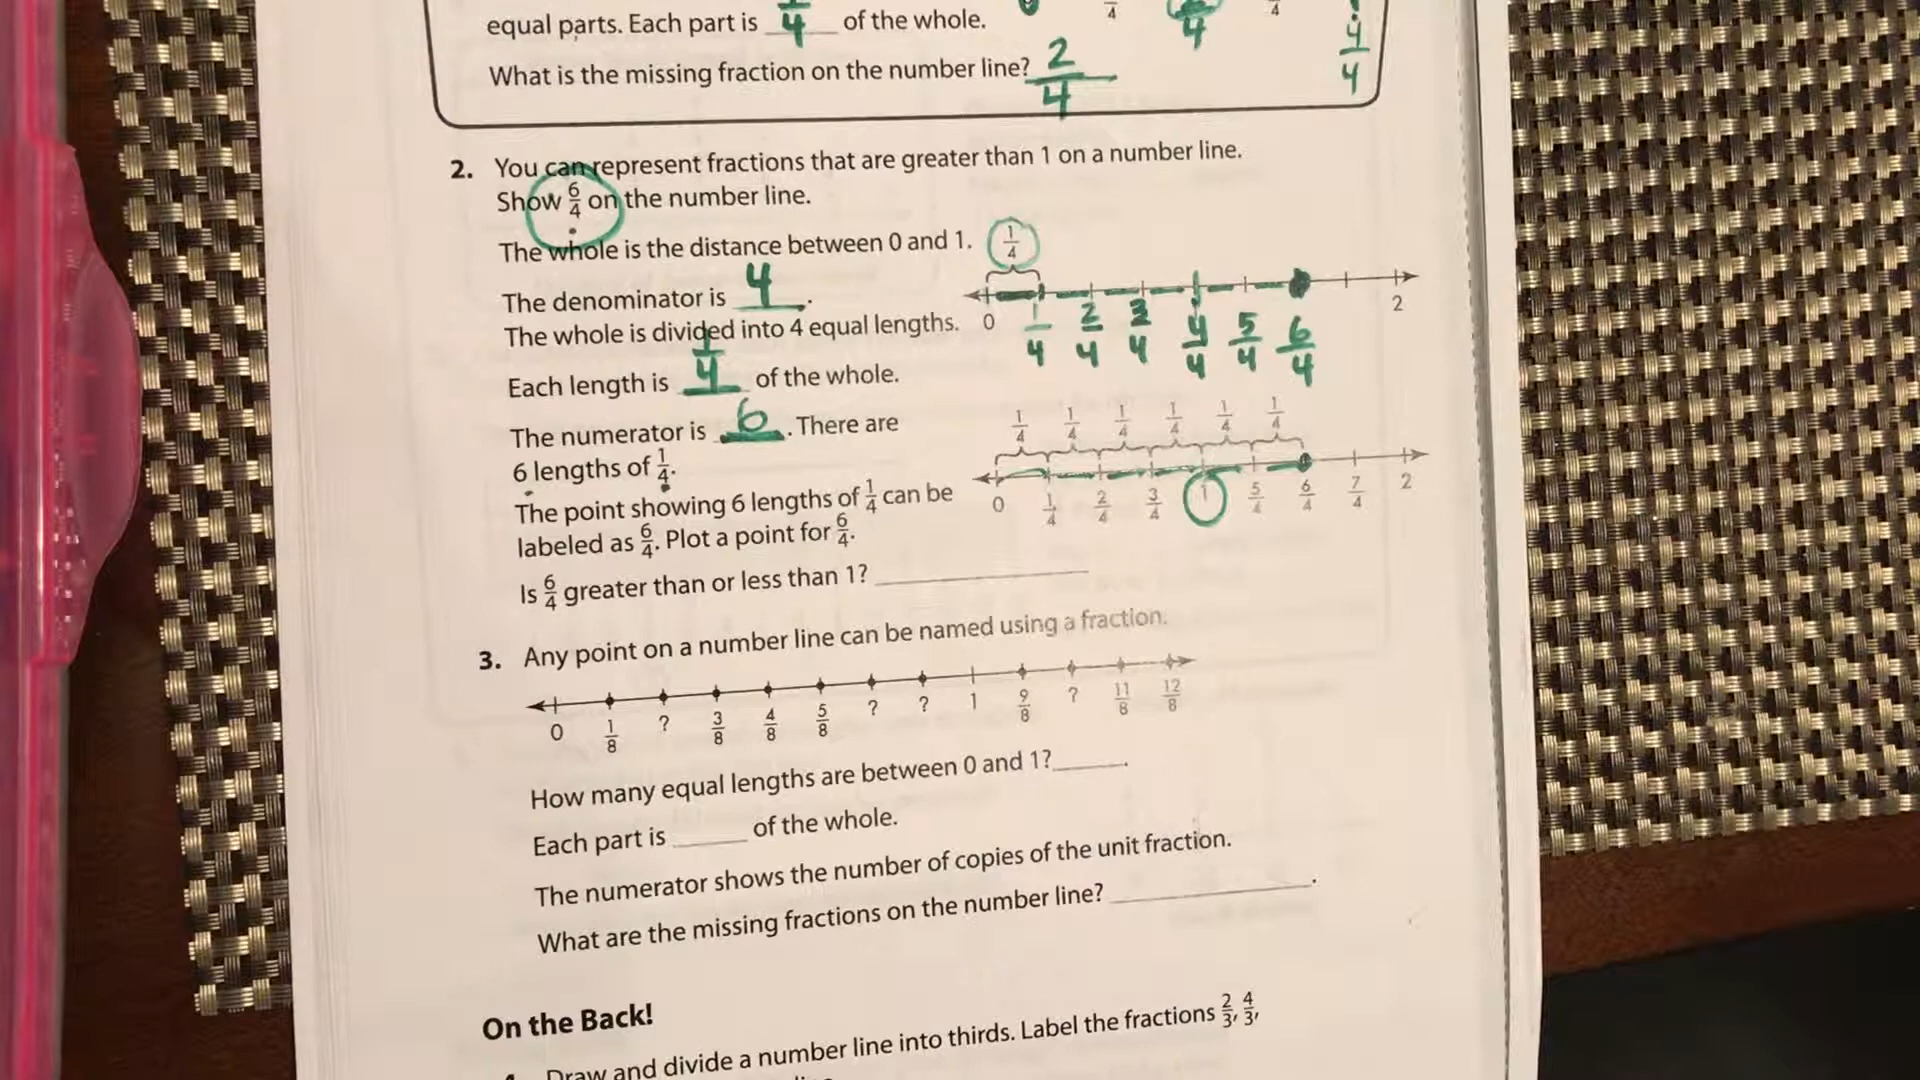 equal parts. Each part is 1/4 of the whole.
What is the missing fraction on the number line? 2/4
4/4
2. You can represent fractions that are greater than 1 on a number line.
Show 6/4 on the number line.
The whole is the distance between 0 and 1. 1/4
The denominator is 4.
The whole is divided into 4 equal lengths.
0 1/4 2/4 3/4 4/4 5/4 6/4 2
Each length is 1/4 of the whole.
The numerator is 6. There are
6 lengths of 1/4.
1/4 1/4 1/4 1/4 1/4 1/4
0 1/4 2/4 3/4 1 5/4 6/4 7/4 2
The point showing 6 lengths of 1/4 can be
labeled as 6/4. Plot a point for 6/4.
Is 6/4 greater than or less than 1?
3. Any point on a number line can be named using a fraction.
0 1/8 ? 3/8 4/8 5/8 ? ? 1 9/8 ? 11/8 12/8
How many equal lengths are between 0 and 1? .
Each part is of the whole.
The numerator shows the number of copies of the unit fraction.
What are the missing fractions on the number line? .
On the Back!
Draw and divide a number line into thirds. Label the fractions 2/3, 4/3,